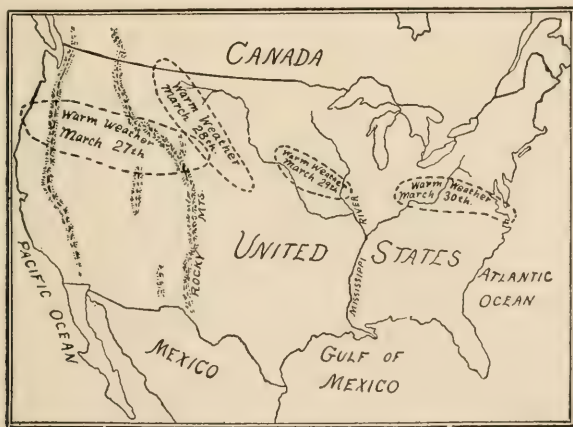 CANADA
Warm Weather
March 27th
Warm Weather
March 28th.
Warm Weather
March 29th.
Warm Weather
March 30th.
ROCKY MTS.
UNITED STATES
MISSISSIPPI RIVER
PACIFIC OCEAN
ATLANTIC
OCEAN
MEXICO
GULF OF
MEXICO